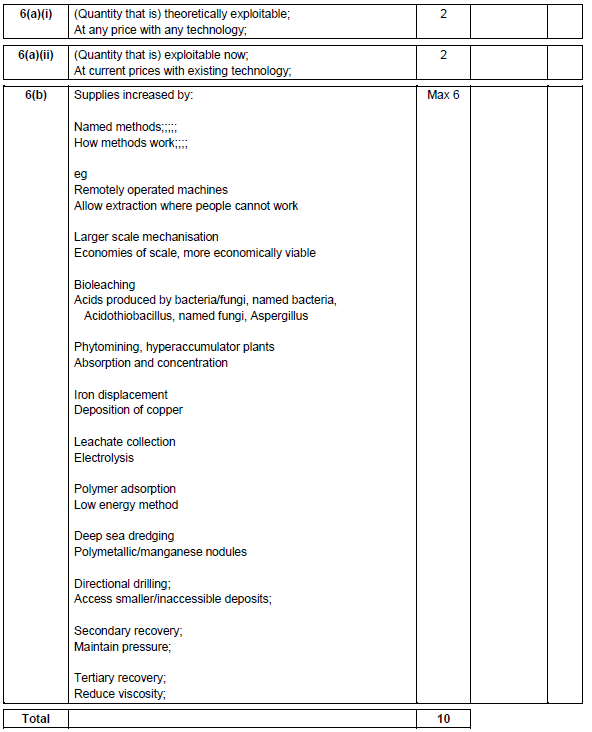 6(a)(i) (Quantity that is) theoretically exploitable; 2
At any price with any technology;
6(a)(ii) (Quantity that is) exploitable now; 2
At current prices with existing technology;
6(b) Supplies increased by: Max 6
Named methods;;;;;
How methods work;;;;
eg
Remotely operated machines
Allow extraction where people cannot work
Larger scale mechanisation
Economies of scale, more economically viable
Bioleaching
Acids produced by bacteria/fungi, named bacteria,
Acidothiobacillus, named fungi, Aspergillus
Phytomining, hyperaccumulator plants
Absorption and concentration
Iron displacement
Deposition of copper
Leachate collection
Electrolysis
Polymer adsorption
Low energy method
Deep sea dredging
Polymetallic/manganese nodules
Directional drilling;
Access smaller/inaccessible deposits;
Secondary recovery;
Maintain pressure;
Tertiary recovery;
Reduce viscosity;
Total 10